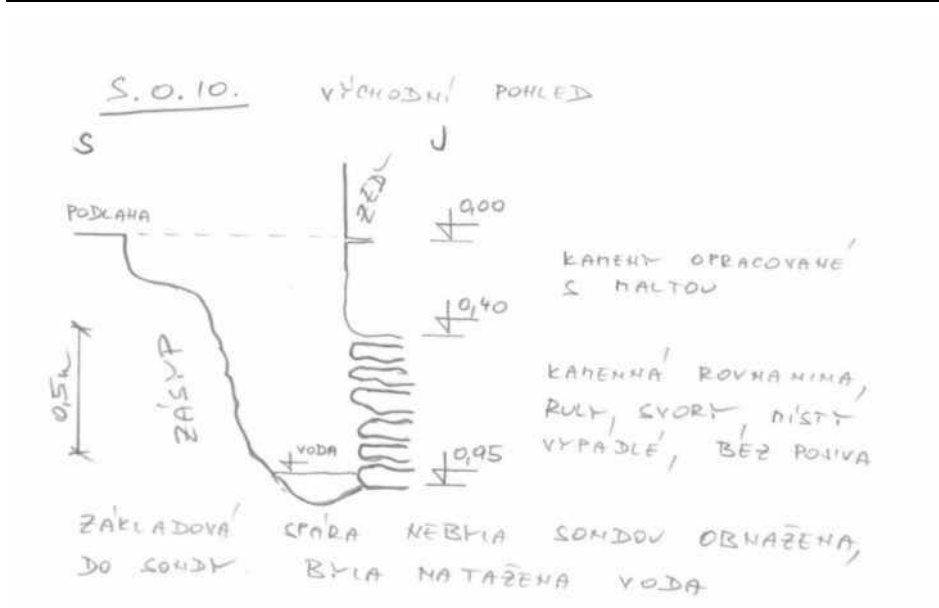 S.O.10. VÝCHODNÍ POHLED
S J
ZEĎ
PODLAHA
0,00
KAMENY OPRACOVANÉ
S MALTOU
0,40
0,5m
ZÁSYP
KAMENNÁ ROVNANINA,
RULY, SVORY, MÍSTY
VYPADLÉ, BEZ POJIVA
VODA
0,95
ZÁKLADOVÁ SPÁRA NEBYLA SONDOU OBNAŽENA,
DO SONDY BYLA NATAŽENA VODA